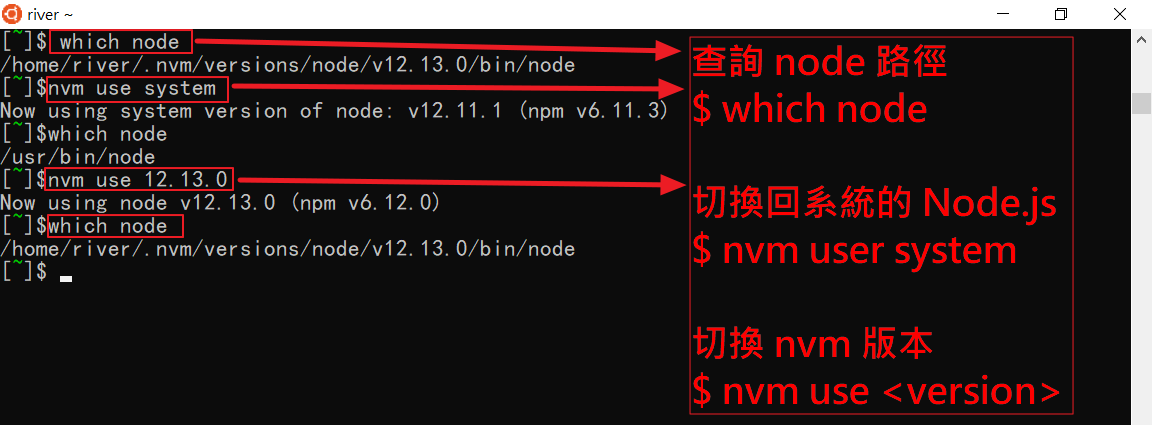 river ~
[~]$ which node
/home/river/.nvm/versions/node/v12.13.0/bin/node
[~]$nvm use system
Now using system version of node: v12.11.1 (npm v6.11.3)
[~]$which node
/usr/bin/node
[~]$nvm use 12.13.0
Now using node v12.13.0 (npm v6.12.0)
[~]$which node
/home/river/.nvm/versions/node/v12.13.0/bin/node
[~]$
查詢 node 路徑
$ which node
切換回系統的 Node.js
$ nvm user system
切換 nvm 版本
$ nvm use <version>